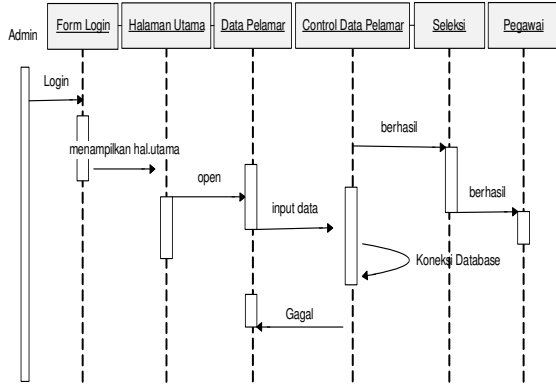 Admin
Form Login
Halaman Utama
Data Pelamar
Control Data Pelamar
Seleksi
Pegawai
Login
menampilkan hal.utama
open
input data
berhasil
berhasil
Koneksi Database
Gagal